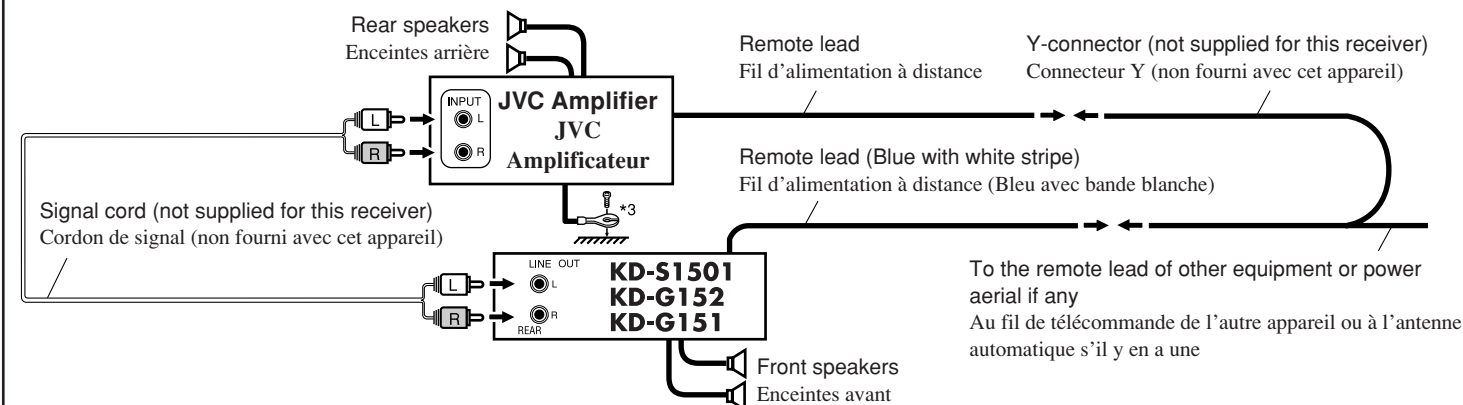 Rear speakers
Enceintes arrière
Remote lead
Fil d'alimentation à distance
Y-connector (not supplied for this receiver)
Connecteur Y (non fourni avec cet appareil)
INPUT
L
R
L
R
JVC Amplifier
JVC
Amplificateur
Remote lead (Blue with white stripe)
Fil d'alimentation à distance (Bleu avec bande blanche)
*3
Signal cord (not supplied for this receiver)
Cordon de signal (non fourni avec cet appareil)
LINE OUT
L
R
L
R
REAR
KD-S1501
KD-G152
KD-G151
To the remote lead of other equipment or power
aerial if any
Au fil de télécommande de l'autre appareil ou à l'antenne
automatique s'il y en a une
Front speakers
Enceintes avant